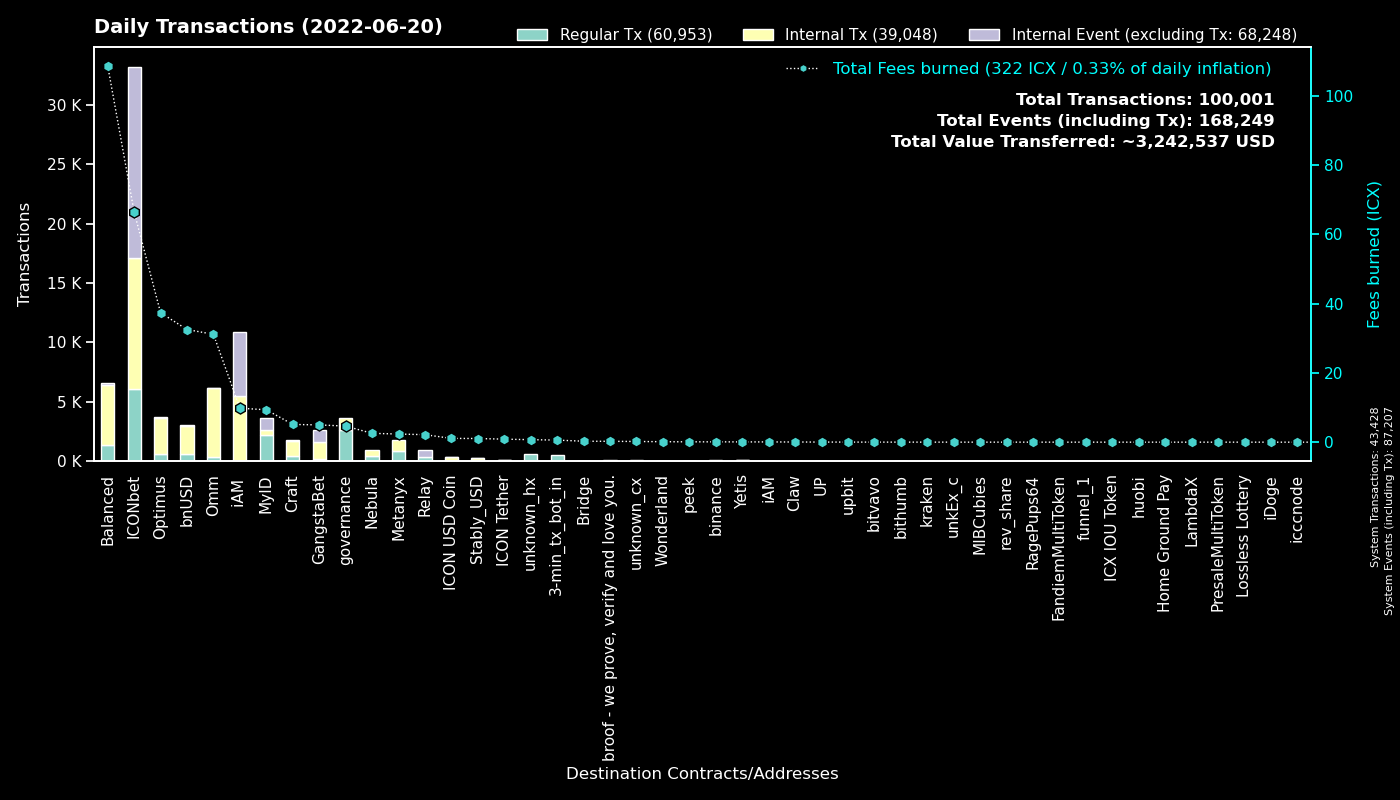 Daily Transactions (2022-06-20)
Regular Tx (60,953)
Internal Tx (39,048)
Internal Event (excluding Tx: 68,248)
Total Fees burned (322 ICX / 0.33% of daily inflation)
Total Transactions: 100,001
Total Events (including Tx): 168,249
Total Value Transferred: ~3,242,537 USD
Transactions
30 K
25 K
20 K
15 K
10 K
5 K
0 K
100
80
60
40
20
0
Fees burned (ICX)
System Transactions: 43,428
System Events (including Tx): 87,207
Balanced
ICONbet
Optimus
bnUSD
Omm
iAM
MyID
Craft
GangstaBet
governance
Nebula
Metanyx
Relay
ICON USD Coin
Stably_USD
ICON Tether
unknown_hx
3-min_tx_bot_in
Bridge
broof - we prove, verify and love you.
unknown_cx
Wonderland
peek
binance
Yetis
iAM
Claw
UP
upbit
bitvavo
bithumb
kraken
unkEx_c
MIBCubies
rev_share
RagePups64
FandiemMultiToken
funnel_1
ICX IOU Token
huobi
Home Ground Pay
LambdaX
PresaleMultiToken
Lossless Lottery
iDoge
iccnode
Destination Contracts/Addresses